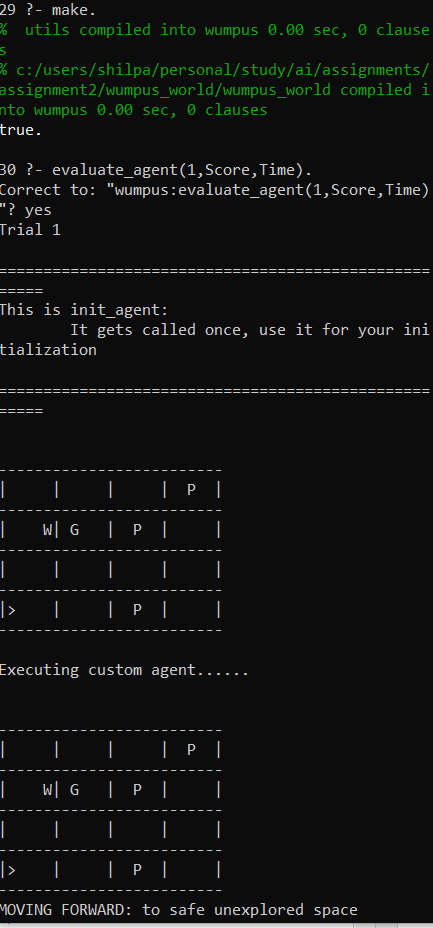 29 ?- make.
%  utils compiled into wumpus 0.00 sec, 0 clause
s
% c:/users/shilpa/personal/study/ai/assignments/
assignment2/wumpus_world/wumpus_world compiled i
nto wumpus 0.00 sec, 0 clauses
true.

30 ?- evaluate_agent(1,Score,Time).
Correct to: "wumpus:evaluate_agent(1,Score,Time)
"? yes
Trial 1

================================================
=====
This is init_agent:
        It gets called once, use it for your ini
tialization

================================================
=====


-------------------------
|     |     |     |  P  |
-------------------------
|    W| G   |  P  |     |
-------------------------
|     |     |     |     |
-------------------------
|>    |     |  P  |     |
-------------------------

Executing custom agent......


-------------------------
|     |     |     |  P  |
-------------------------
|    W| G   |  P  |     |
-------------------------
|     |     |     |     |
-------------------------
|>    |     |  P  |     |
-------------------------
MOVING FORWARD: to safe unexplored space